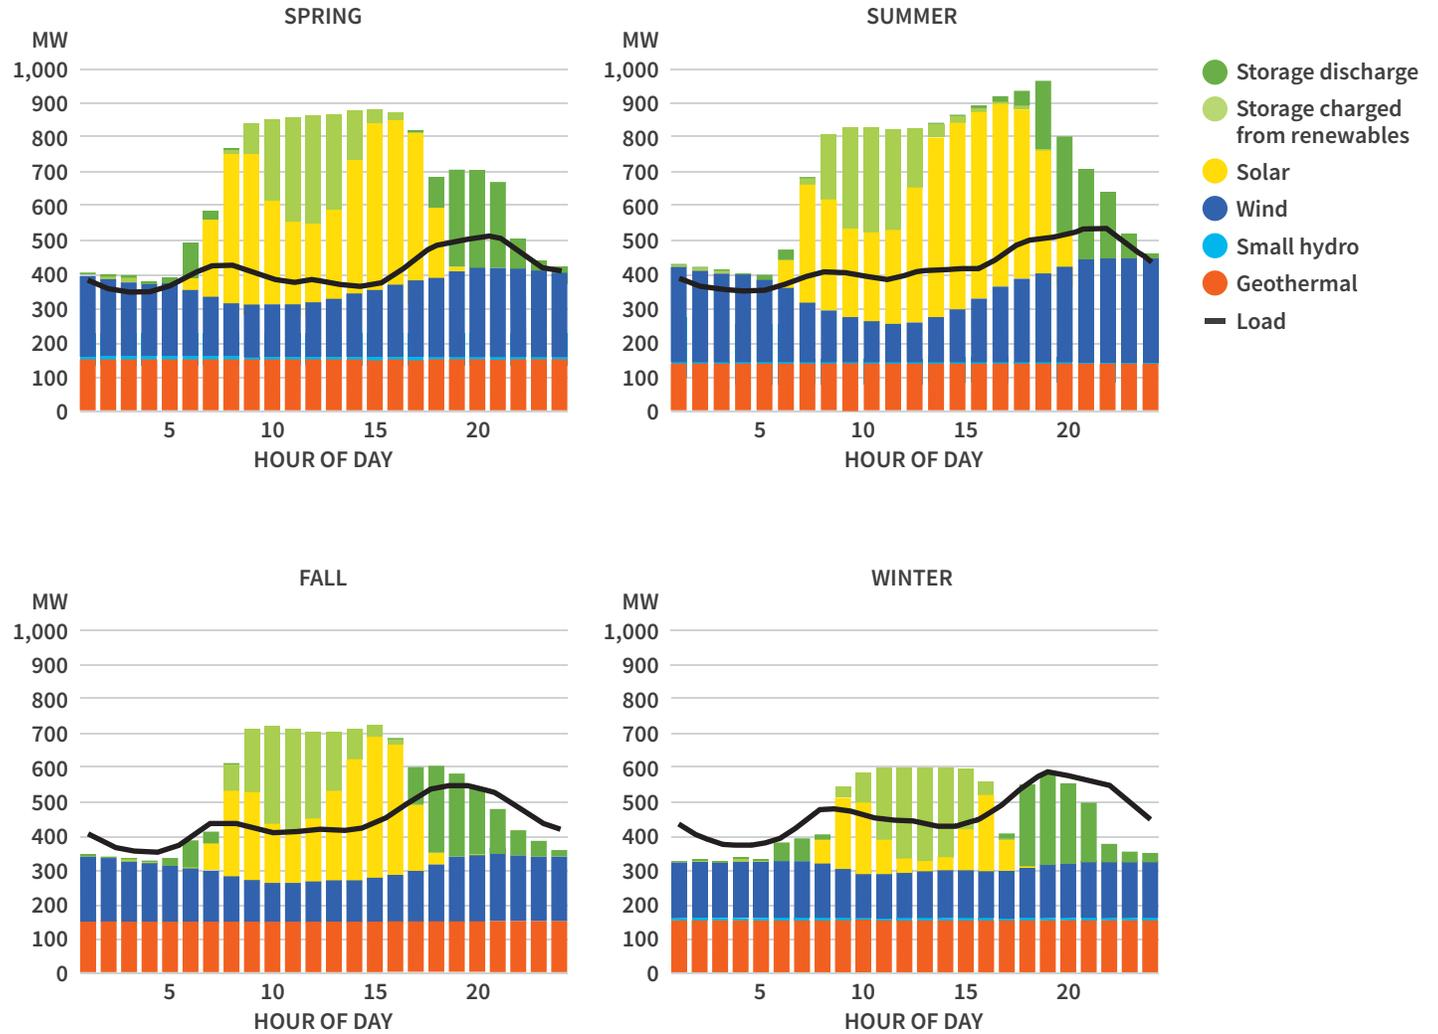 SPRING
MW
1,000
900
800
700
600
500
400
300
200
100
0
5 10 15 20
HOUR OF DAY
SUMMER
MW
1,000
900
800
700
600
500
400
300
200
100
0
5 10 15 20
HOUR OF DAY
Storage discharge
Storage charged
from renewables
Solar
Wind
Small hydro
Geothermal
Load
FALL
MW
1,000
900
800
700
600
500
400
300
200
100
0
5 10 15 20
HOUR OF DAY
WINTER
MW
1,000
900
800
700
600
500
400
300
200
100
0
5 10 15 20
HOUR OF DAY